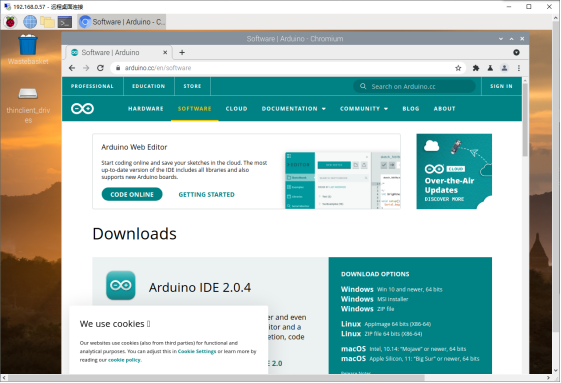 192.168.0.57 - 远程桌面连接
Software | Arduino - C...
Software | Arduino - Chromium
Wastebasket
Software | Arduino
arduino.cc/en/software
thinclient_driv
es
PROFESSIONAL EDUCATION STORE Search on Arduino.cc SIGN IN
HARDWARE SOFTWARE CLOUD DOCUMENTATION COMMUNITY BLOG ABOUT
Arduino Web Editor
Start coding online and save your sketches in the cloud. The most
up-to-date version of the IDE includes all libraries and also
supports new Arduino boards.
CODE ONLINE GETTING STARTED
CLOUD
Over-the-Air
Updates
DISCOVER MORE
Downloads
Arduino IDE 2.0.4
er and even
itor and a
etion, code
2.0
DOWNLOAD OPTIONS
Windows Win 10 and newer, 64 bits
Windows MSI installer
Windows ZIP file
Linux AppImage 64 bits (X86-64)
Linux ZIP file 64 bits (X86-64)
macOS Intel, 10.14: "Mojave" or newer, 64 bits
macOS Apple Silicon, 11: "Big Sur" or newer, 64 bits
Release Notes
We use cookies
Our websites use cookies (also from third parties) for functional and
analytical purposes. You can adjust this in Cookie Settings or learn more by
reading our cookie policy.